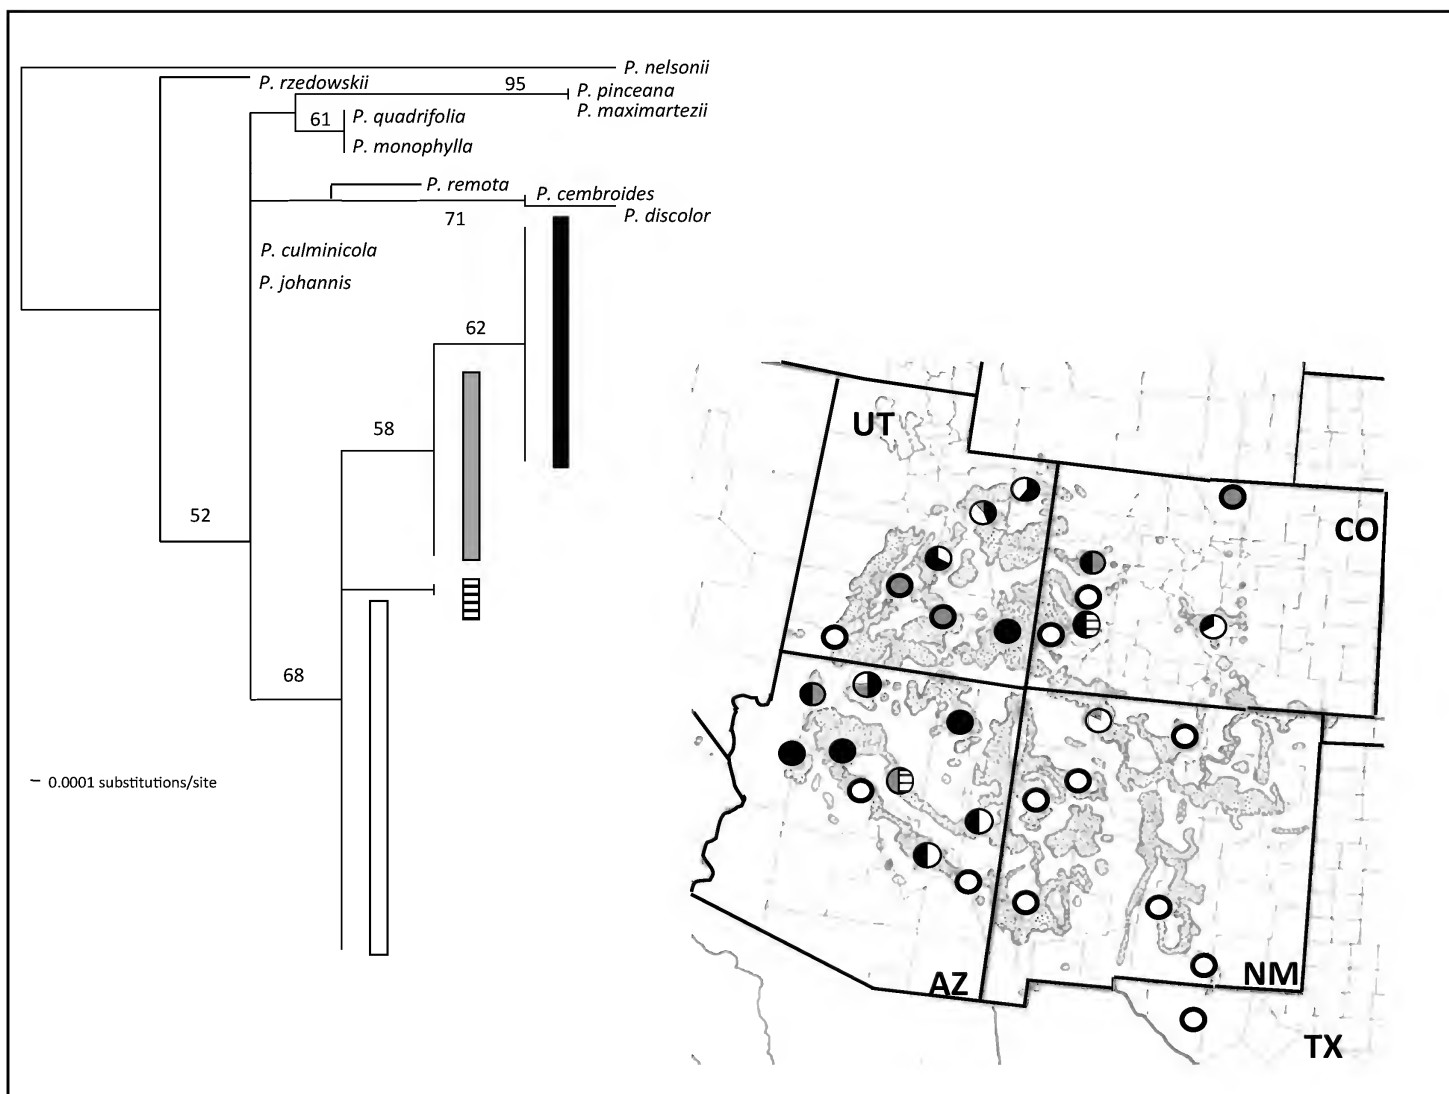 P. nelsonii
P. rzedowskii
95
P. pinceana
P. maximartezii
61
P. quadrifolia
P. monophylla
P. remota
P. cembroides
71
P. discolor
P. culminicola
P. johannis
62
58
52
68
0.0001 substitutions/site
UT
CO
AZ
NM
TX